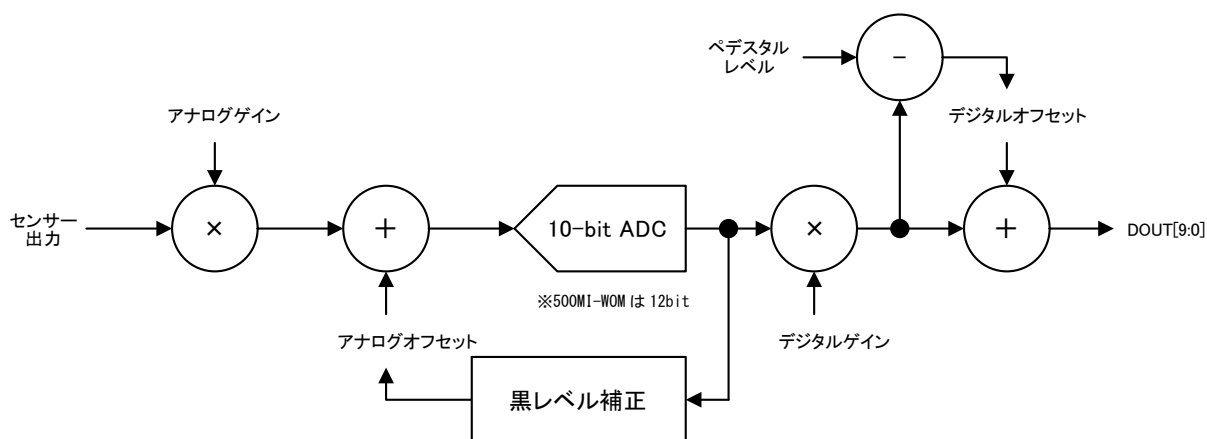 ペデスタル
レベル
-
アナログゲイン
デジタルオフセット
センサー
出力
×
+
10-bit ADC
×
+
DOUT[9:0]
※500MI-WOMは12bit
アナログオフセット
デジタルゲイン
黒レベル補正